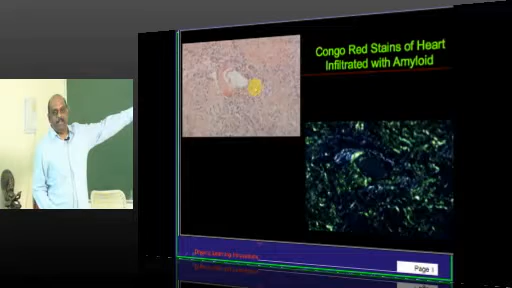 Congo Red Stains of Heart
Infiltrated with Amyloid
Page